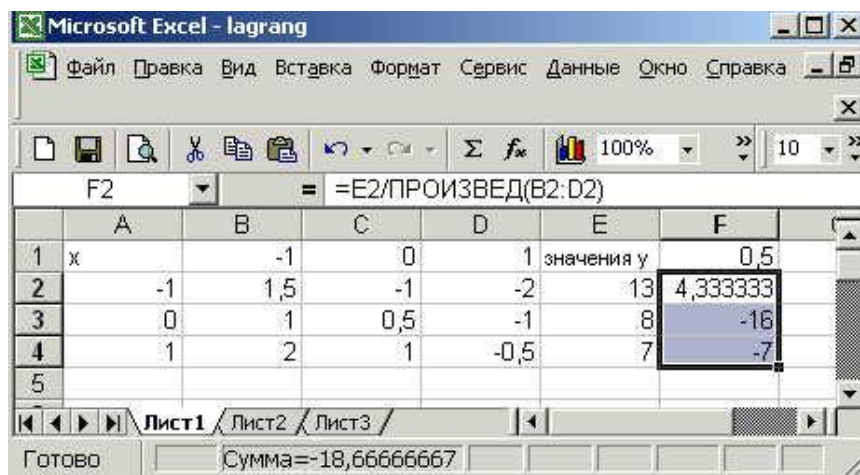 Microsoft Excel - lagrang
Файл Правка Вид Вставка Формат Сервис Данные Окно Справка
100% 10
F2 = =E2/ПРОИЗВЕД(B2:D2)
A B C D E F
1 x -1 0 1 значения y 0,5
2 -1 1,5 -1 -2 13 4,333333
3 0 1 0,5 -1 8 -16
4 1 2 1 -0,5 7 -7
5
Лист1 Лист2 Лист3
Готово Сумма=-18,66666667